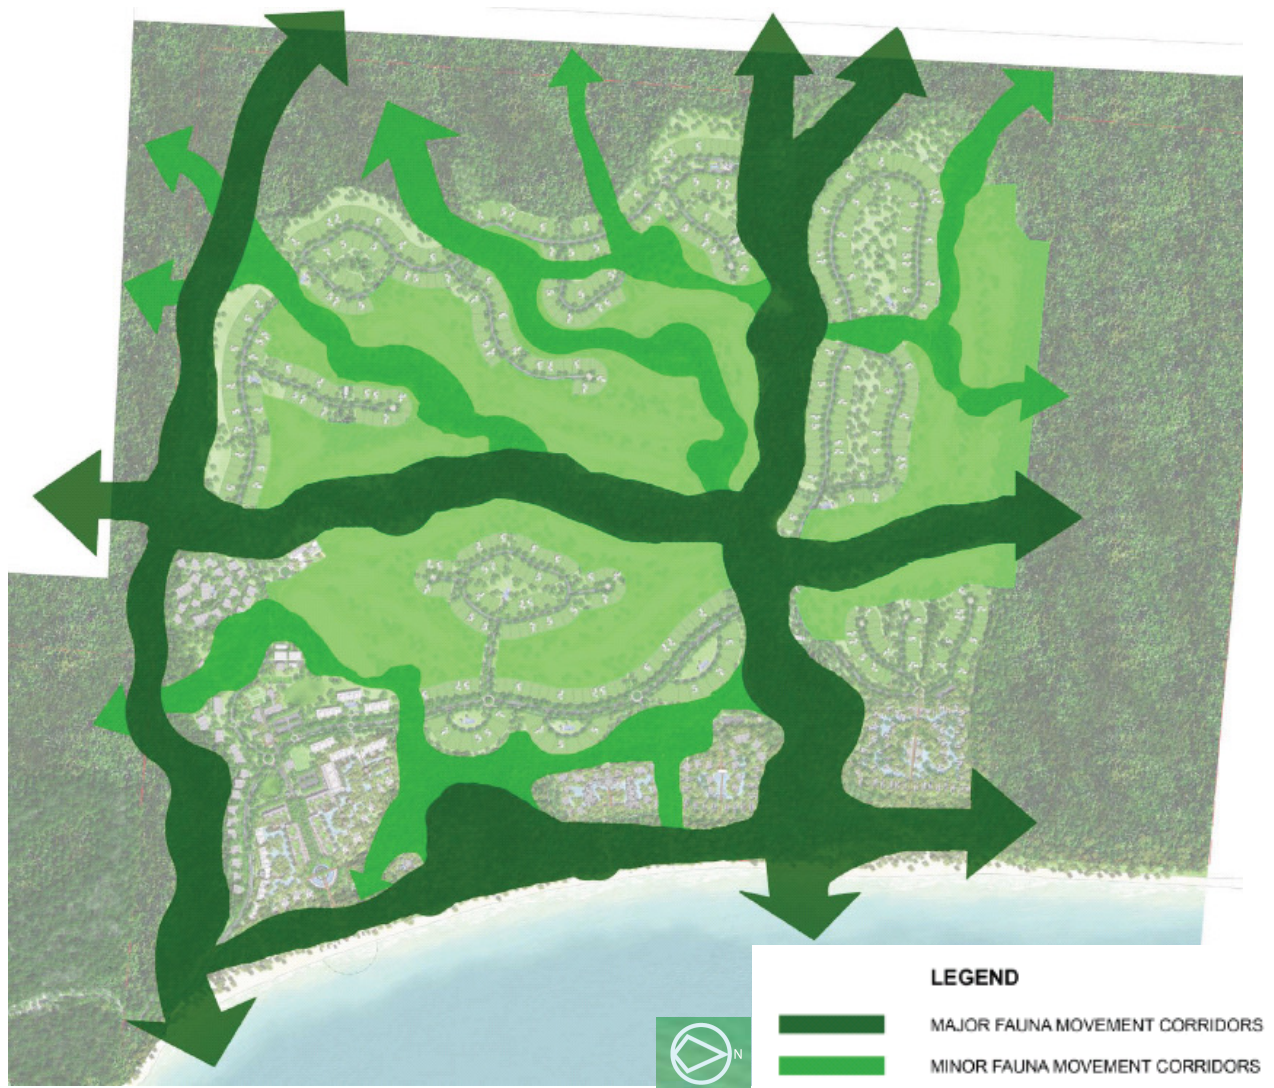 N
LEGEND
MAJOR FAUNA MOVEMENT CORRIDORS
MINOR FAUNA MOVEMENT CORRIDORS